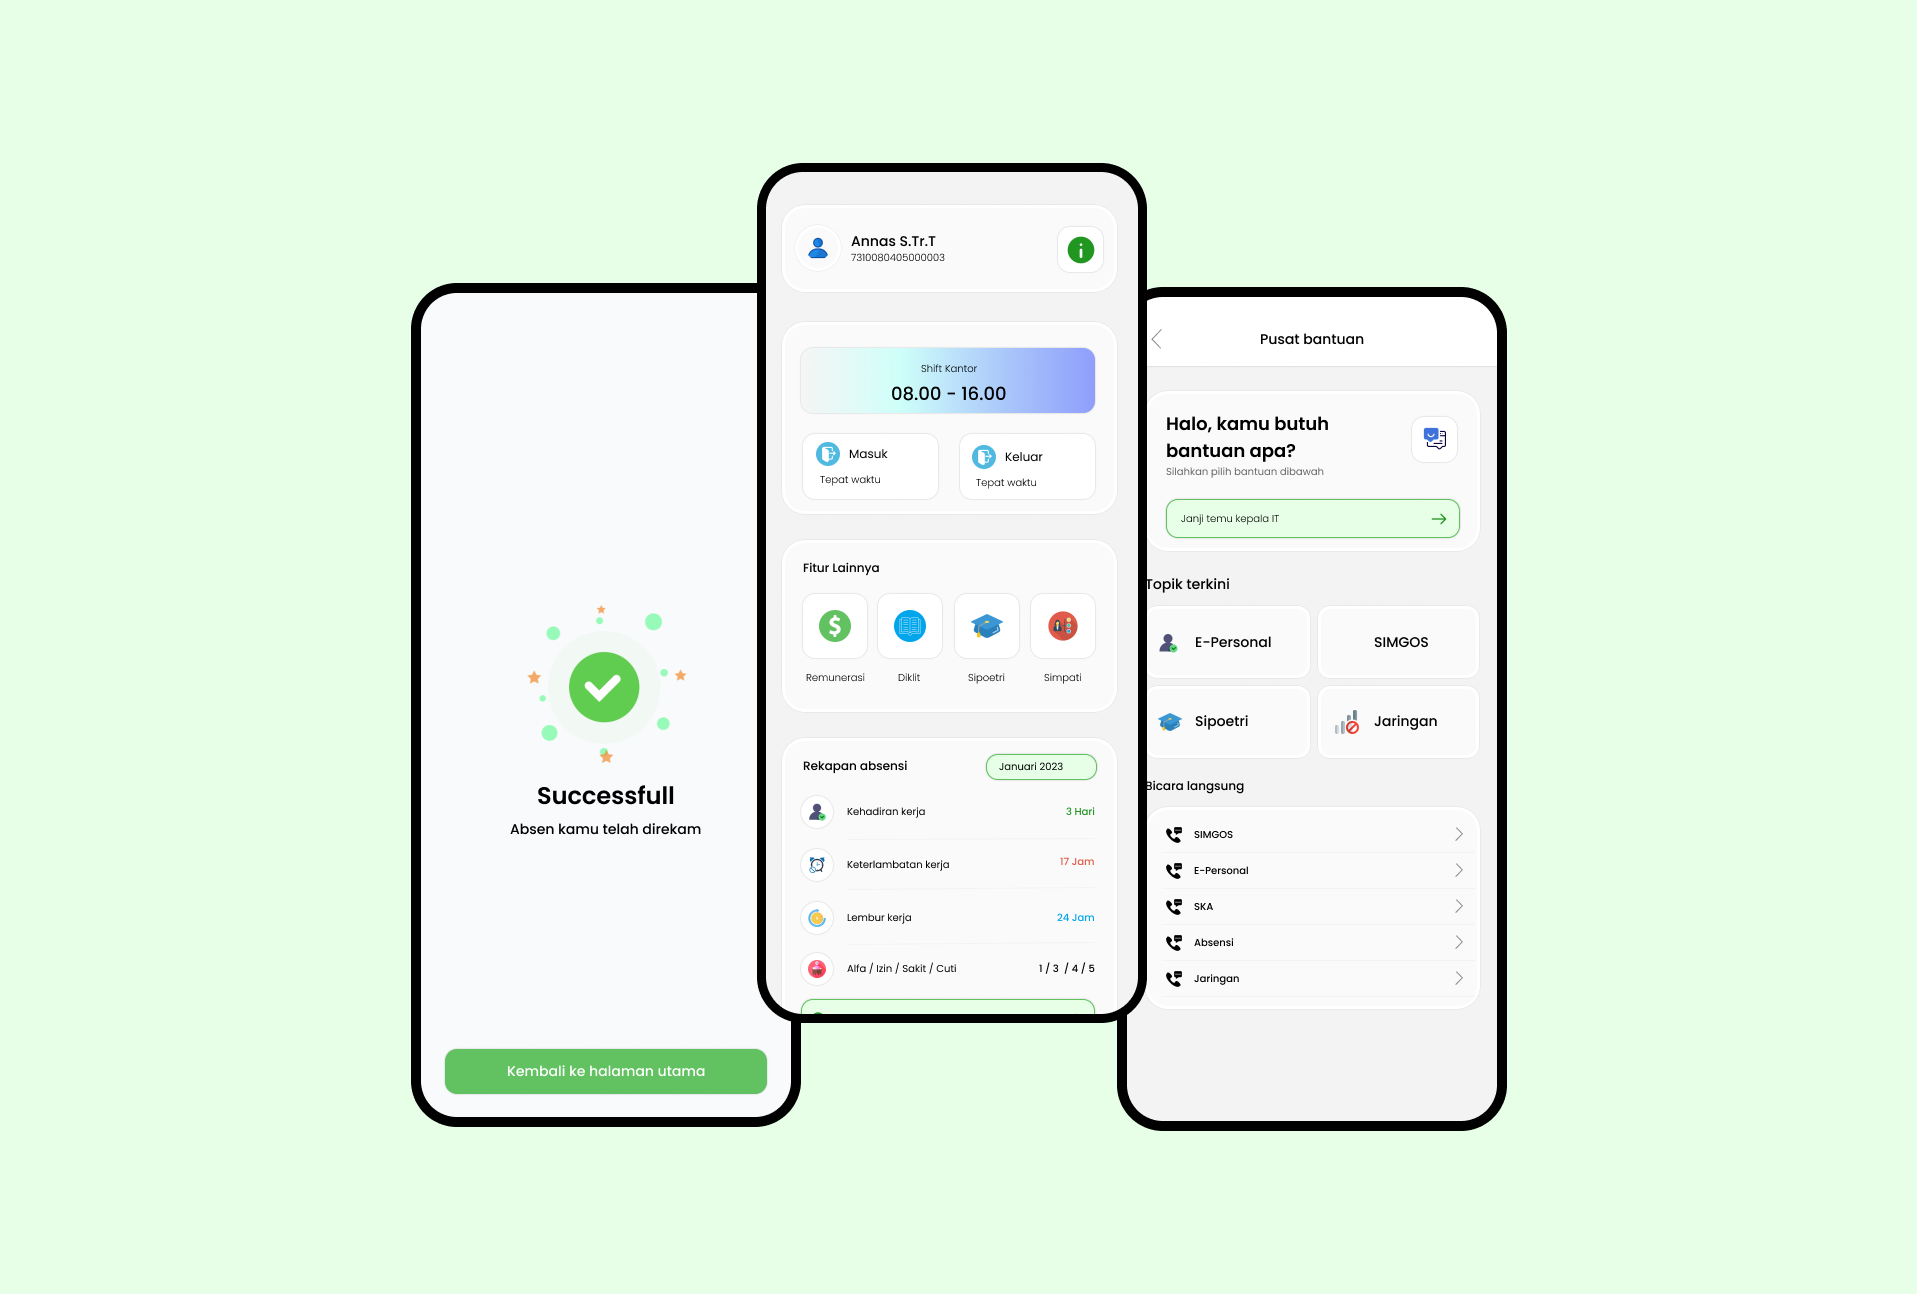 Successfull
Absen kamu telah direkam
Kembali ke halaman utama
Annas S.Tr.T
7310080405000003
Shift Kantor
08.00 - 16.00
Masuk
Tepat waktu
Keluar
Tepat waktu
Fitur Lainnya
Remunerasi
Diklit
Sipoetri
Simpati
Rekapan absensi
Januari 2023
Kehadiran kerja
3 Hari
Keterlambatan kerja
17 Jam
Lembur kerja
24 Jam
Alfa / Izin / Sakit / Cuti
1 / 3 / 4 / 5
Pusat bantuan
Halo, kamu butuh
bantuan apa?
Silahkan pilih bantuan dibawah
Janji temu kepala IT
Topik terkini
E-Personal
SIMGOS
Sipoetri
Jaringan
Bicara langsung
SIMGOS
E-Personal
SKA
Absensi
Jaringan